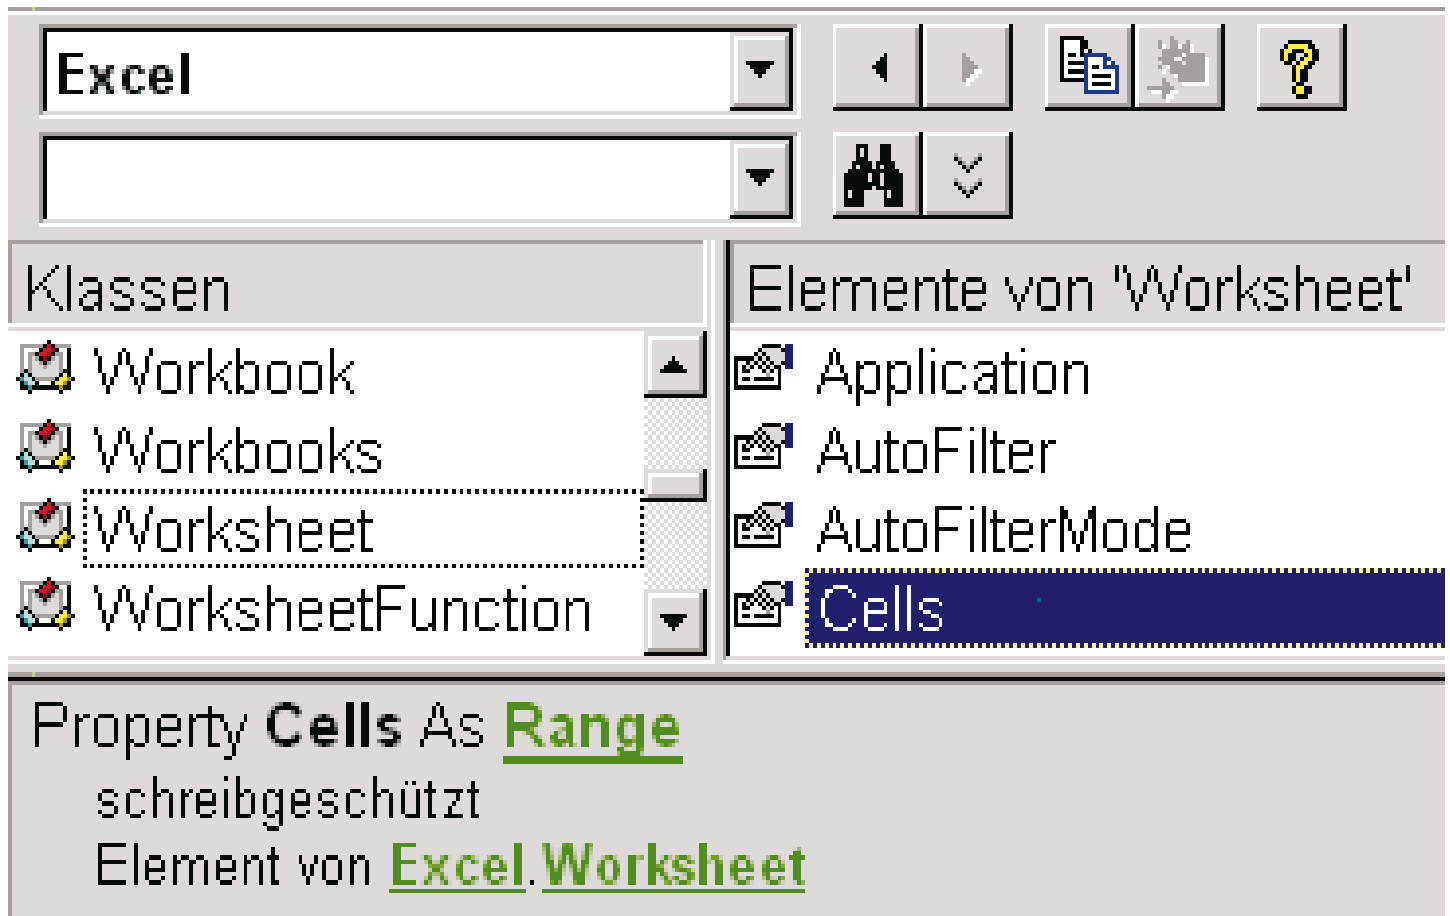 Excel
Klassen
Elemente von 'Worksheet'
Workbook
Application
Workbooks
AutoFilter
Worksheet
AutoFilterMode
WorksheetFunction
Cells
Property Cells As Range
schreibgeschützt
Element von Excel.Worksheet